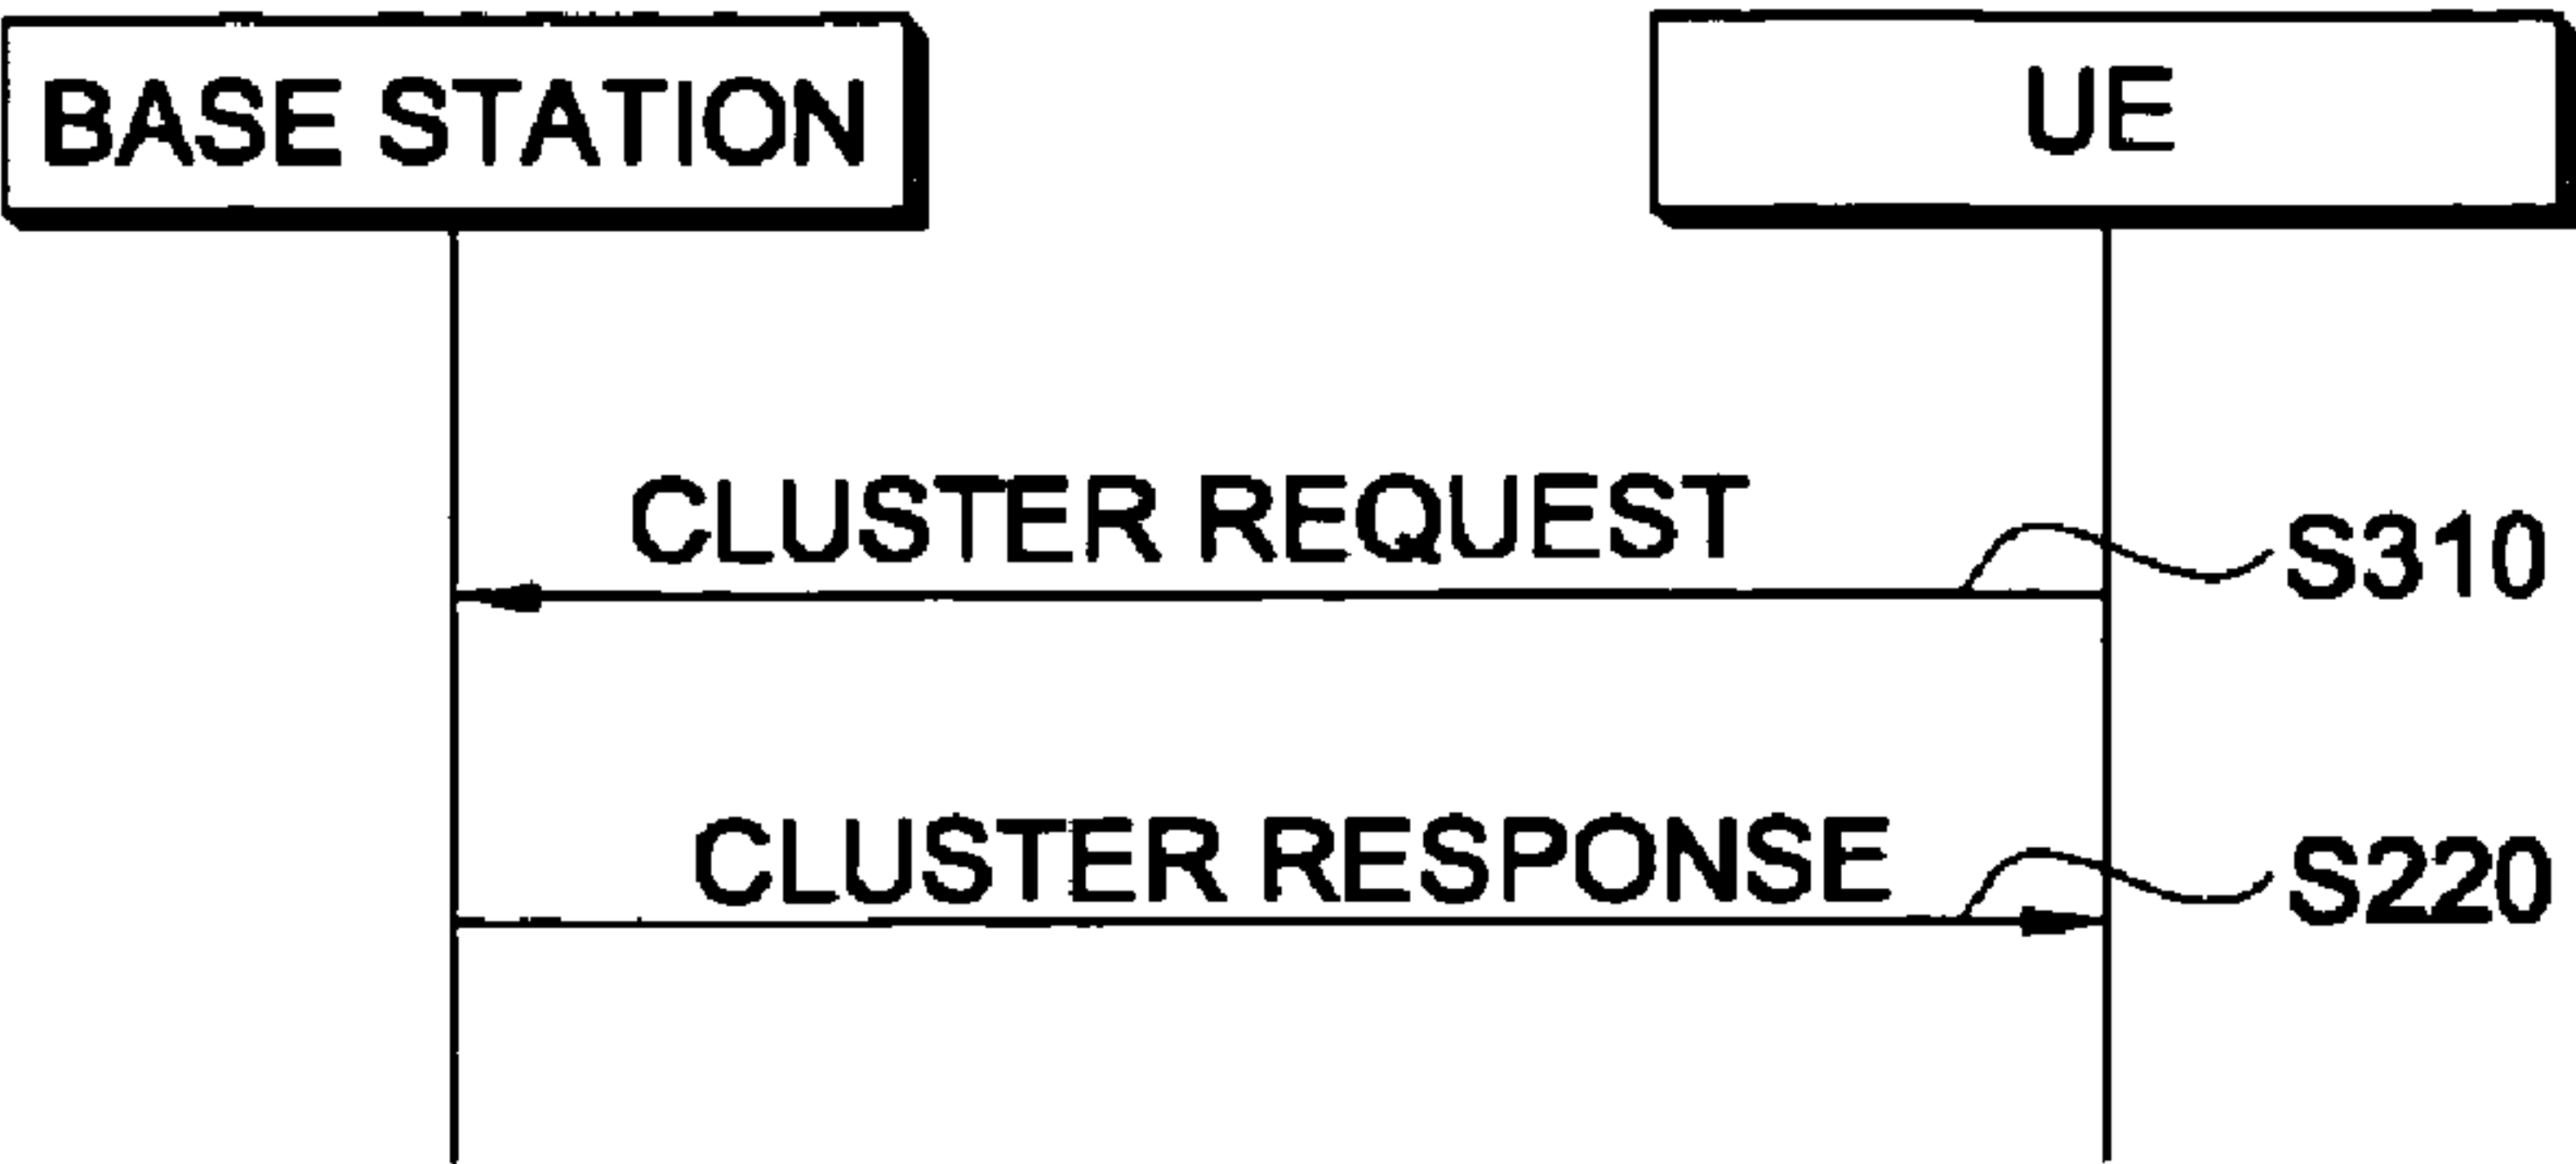 BASE STATION
UE
CLUSTER REQUEST
S310
CLUSTER RESPONSE
S220